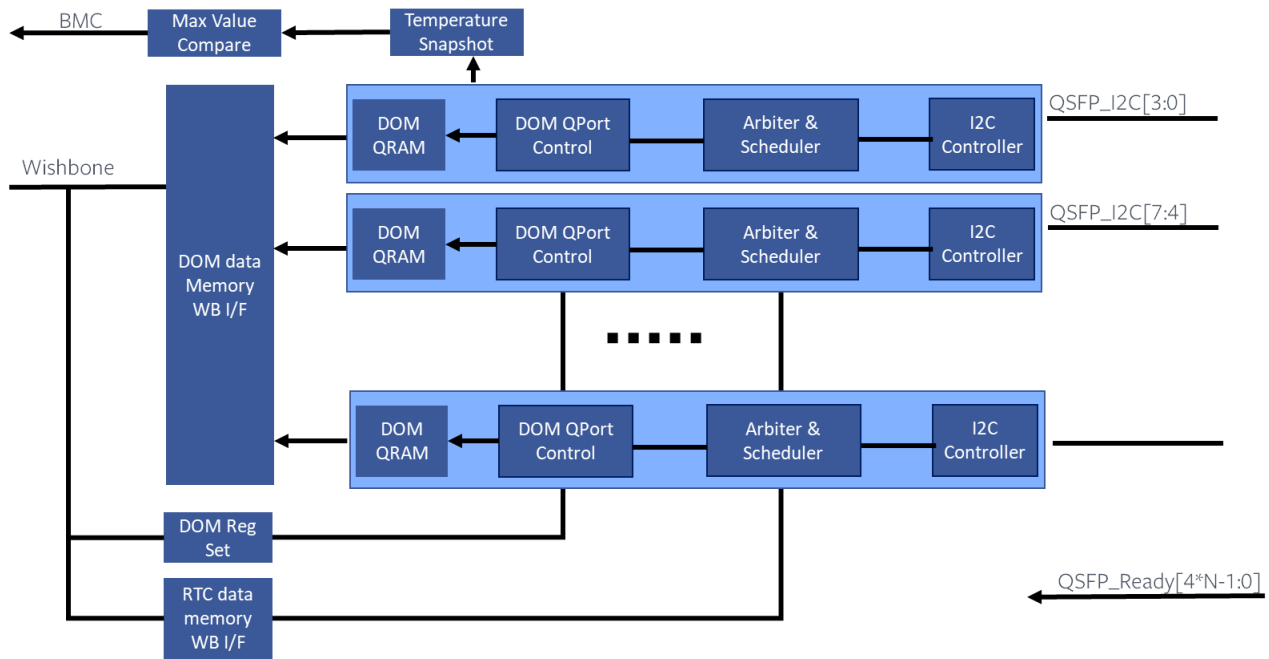 BMC
Max Value
Compare
Temperature
Snapshot
QSFP_I2C[3:0]
DOM
QRAM
DOM QPort
Control
Arbiter &
Scheduler
I2C
Controller
Wishbone
QSFP_I2C[7:4]
DOM
QRAM
DOM QPort
Control
Arbiter &
Scheduler
I2C
Controller
DOM data
Memory
WB I/F
DOM
QRAM
DOM QPort
Control
Arbiter &
Scheduler
I2C
Controller
DOM Reg
Set
RTC data
memory
WB I/F
QSFP_Ready[4*N-1:0]